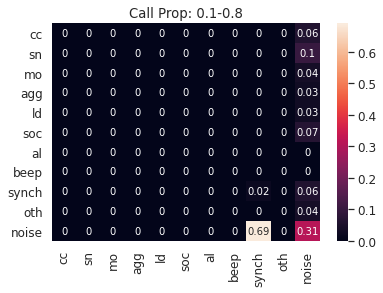 Call Prop: 0.1-0.8
cc 0 0 0 0 0 0 0 0 0 0 0.06
sn 0 0 0 0 0 0 0 0 0 0 0.1
mo 0 0 0 0 0 0 0 0 0 0 0.04
agg 0 0 0 0 0 0 0 0 0 0 0.03
ld 0 0 0 0 0 0 0 0 0 0 0.03
soc 0 0 0 0 0 0 0 0 0 0 0.07
al 0 0 0 0 0 0 0 0 0 0 0
beep 0 0 0 0 0 0 0 0 0 0 0
synch 0 0 0 0 0 0 0 0 0.02 0 0.06
oth 0 0 0 0 0 0 0 0 0 0 0.04
noise 0 0 0 0 0 0 0 0 0.69 0 0.31
cc sn mo agg ld soc al beep synch oth noise
0.6
0.5
0.4
0.3
0.2
0.1
0.0